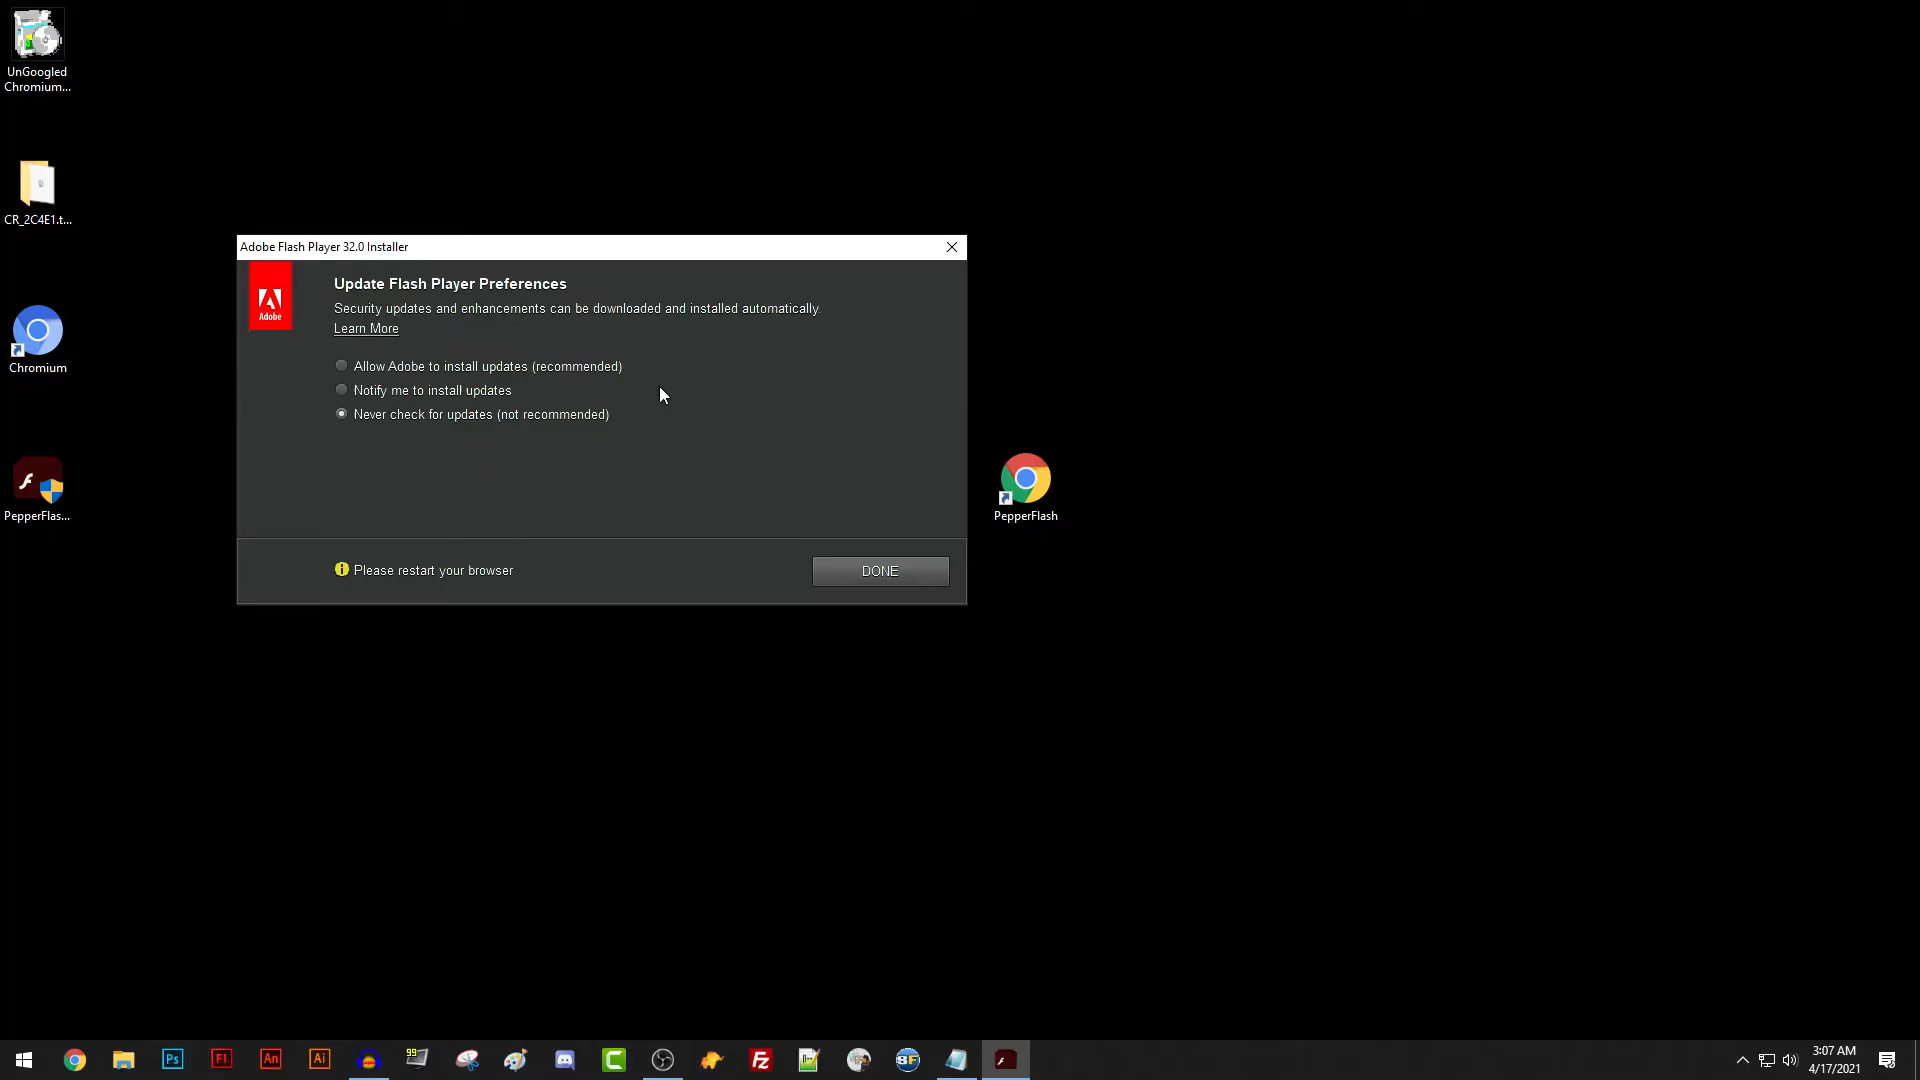 UnGoogled
Chromium...
CR_2C4E1.t...
Chromium
PepperFlas...
Adobe Flash Player 32.0 Installer
Adobe
Update Flash Player Preferences
Security updates and enhancements can be downloaded and installed automatically.
Learn More
Allow Adobe to install updates (recommended)
Notify me to install updates
Never check for updates (not recommended)
Please restart your browser
DONE
PepperFlash
Ps
Fl
An
Ai
99
Fz
BF
3:07 AM
4/17/2021